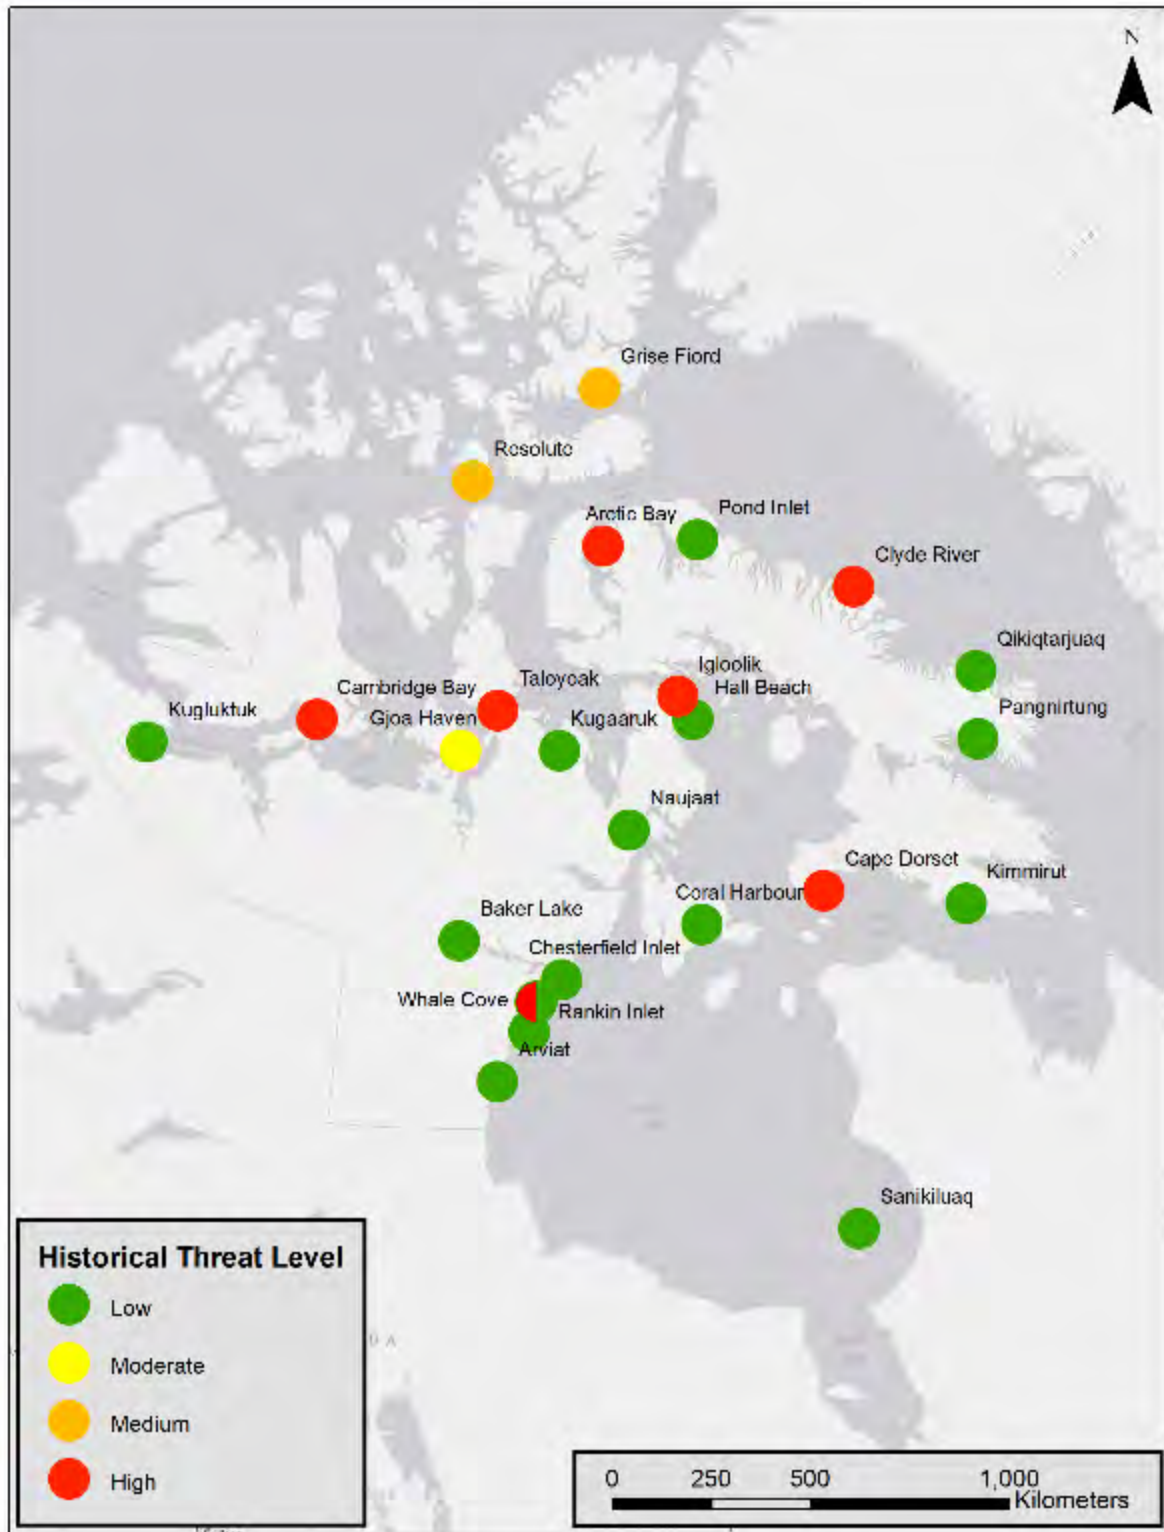 N
Grise Fiord
Resolute
Arctic Bay
Pond Inlet
Clyde River
Qikiqtarjuaq
Igloolik
Taloyoak
Cambridge Bay
Hall Beach
Pangnirtung
Kugluktuk
Gjoa Haven
Kugaaruk
Naujaat
Cape Dorset
Kimmirut
Coral Harbour
Baker Lake
Chesterfield Inlet
Whale Cove
Rankin Inlet
Arviat
Sanikiluaq
Historical Threat Level
Low
Moderate
Medium
High
D A
0 250 500 1,000
Kilometers